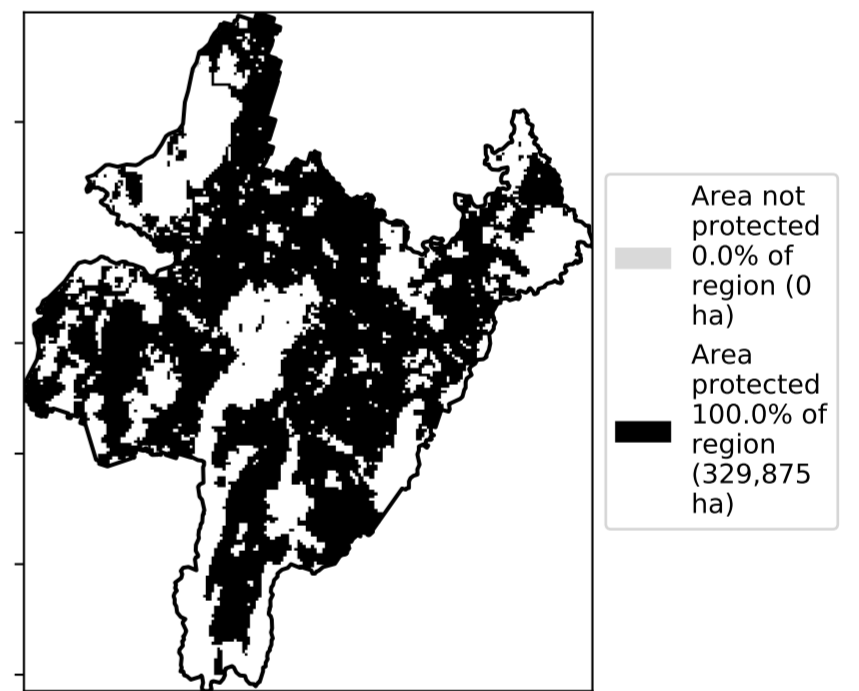 Area not
protected
0.0% of
region (0
ha)
Area
protected
100.0% of
region
(329,875
ha)